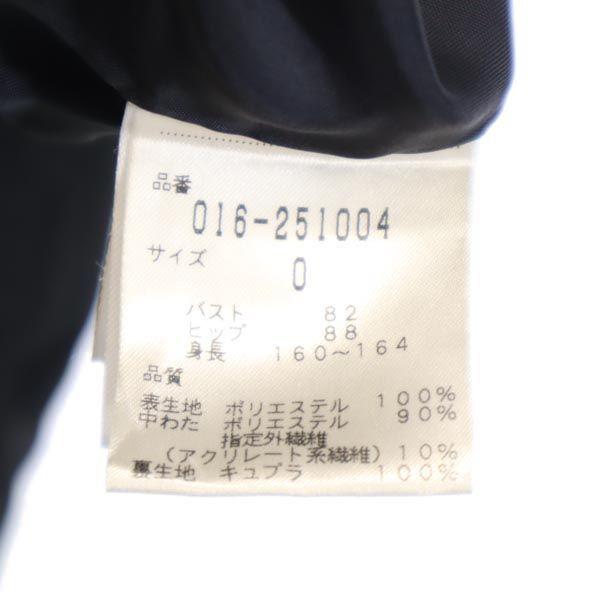 品番
016-251004
サイズ
0
バスト 82
ヒップ 88
身長 160～164
品質
表生地 ポリエステル 100%
中わた ポリエステル 90%
指定外繊維
(アクリレート系繊維) 10%
裏生地 キュプラ 100%